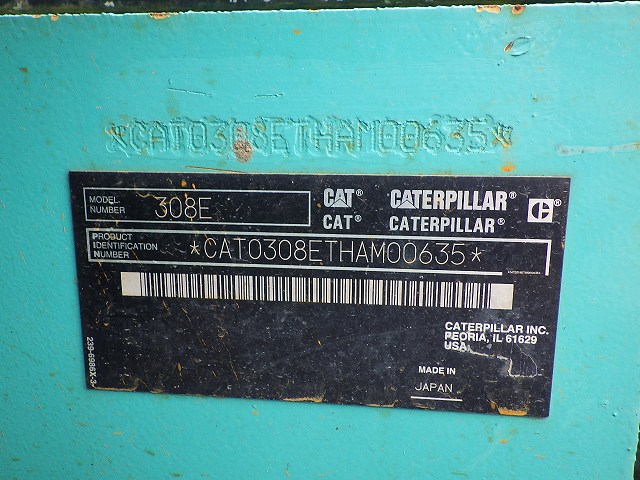 *CAT0308ETHAM00635*
MODEL NUMBER 308E
CAT® CATERPILLAR®
CAT® CATERPILLAR®
PRODUCT IDENTIFICATION NUMBER *CAT0308ETHAM00635*
CATERPILLAR INC.
PEORIA, IL 61629
USA
239-6986X-3
MADE IN
JAPAN